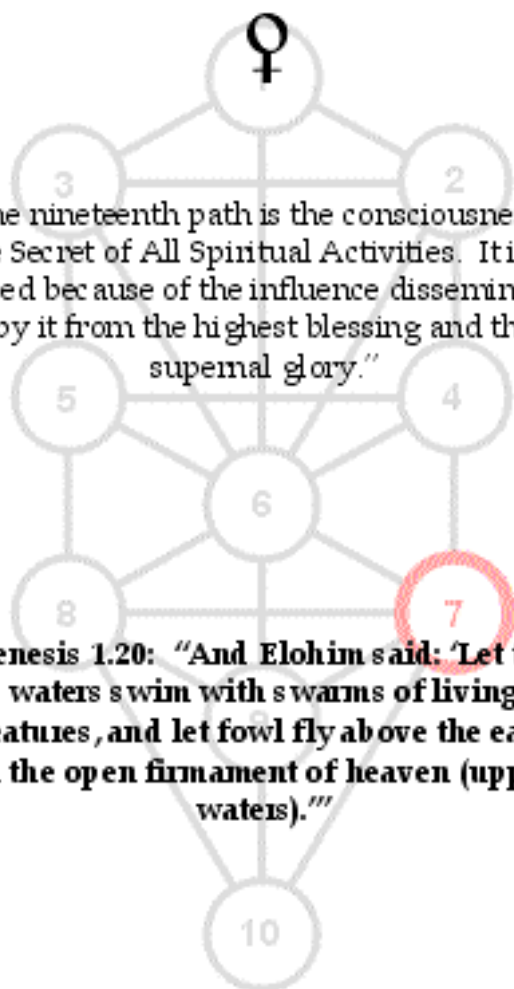 ♀
1
3
2
ne nineteenth path is the consciousne
e Secret of All Spiritual Activities. It i
ed because of the influence dissemin
by it from the highest blessing and th
supernal glory.”
5
4
6
8
7
enesis 1.20: “And Elohim said: ‘Let t
waters swim with swarms of living
eatures, and let fowl fly above the ea
the open firmament of heaven (upp
waters).’”
9
10